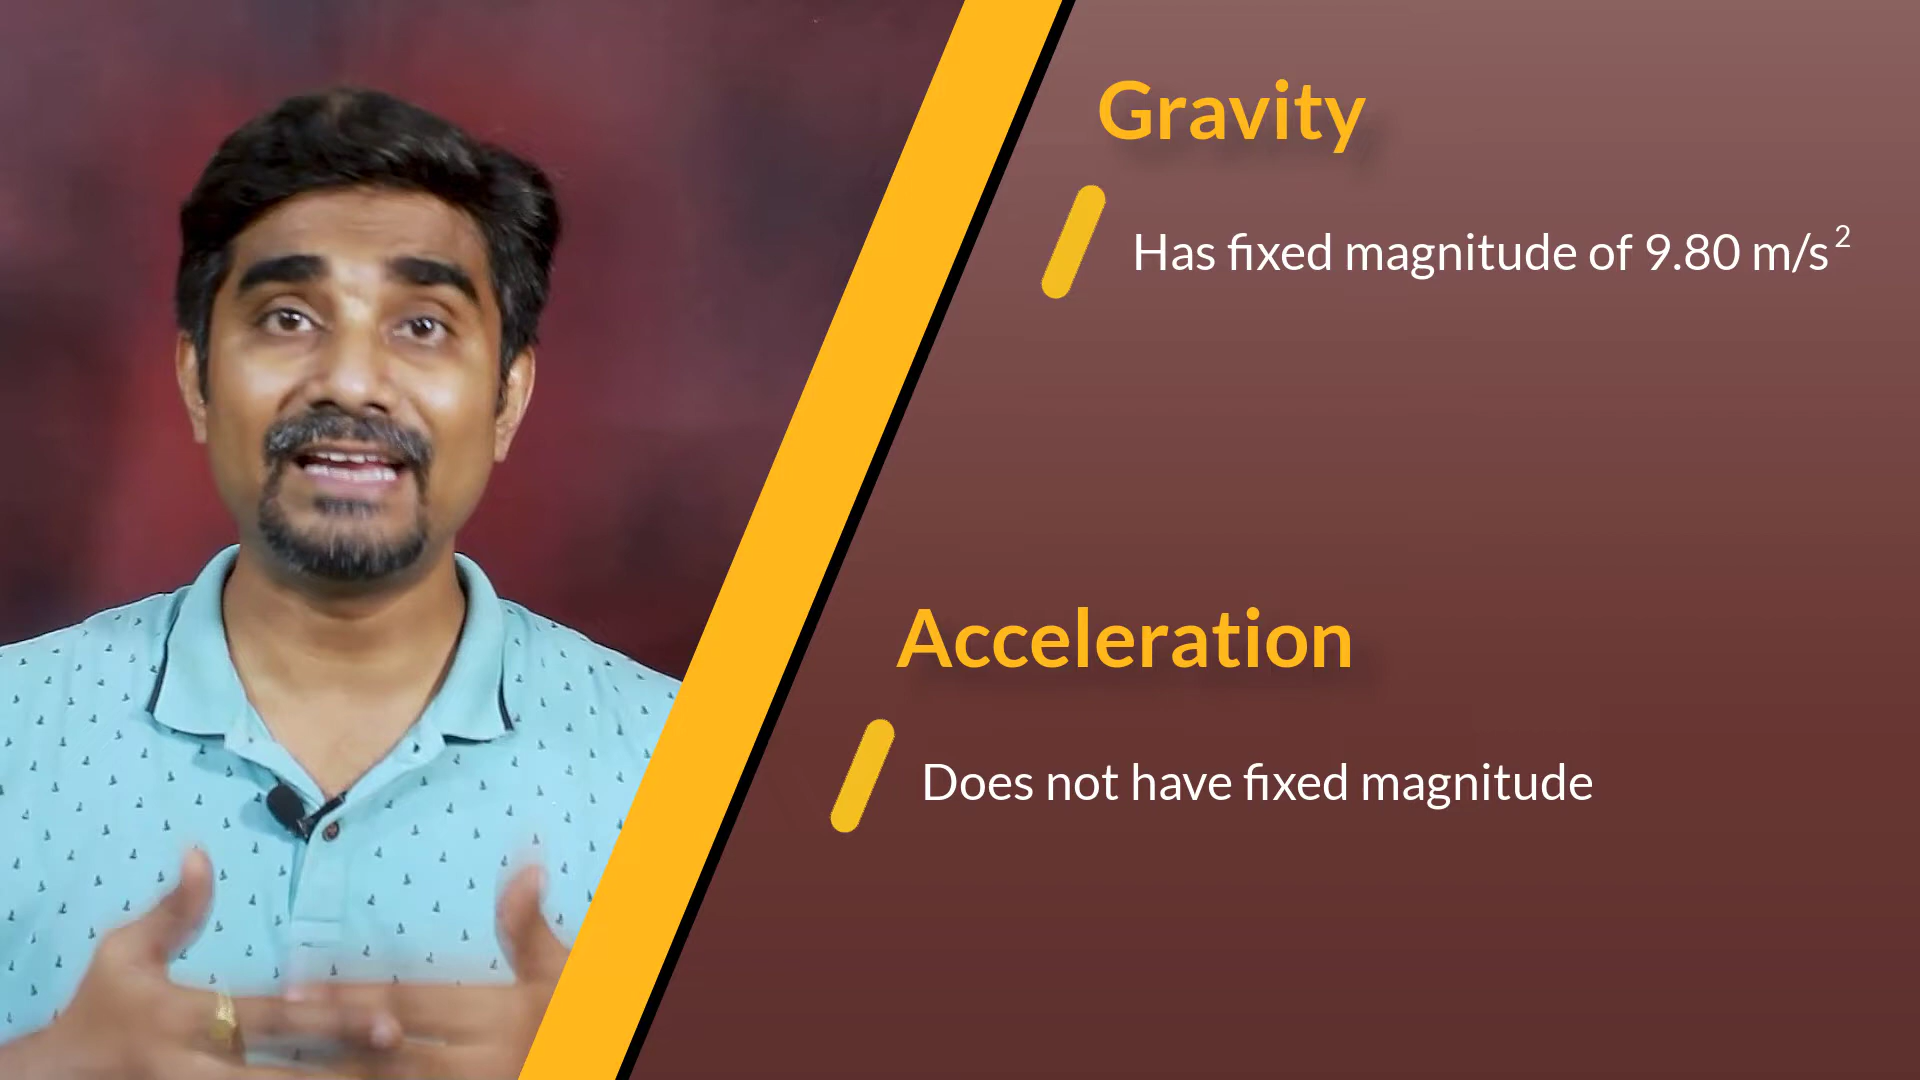 Gravity
Has fixed magnitude of 9.80 m/s²
Acceleration
Does not have fixed magnitude